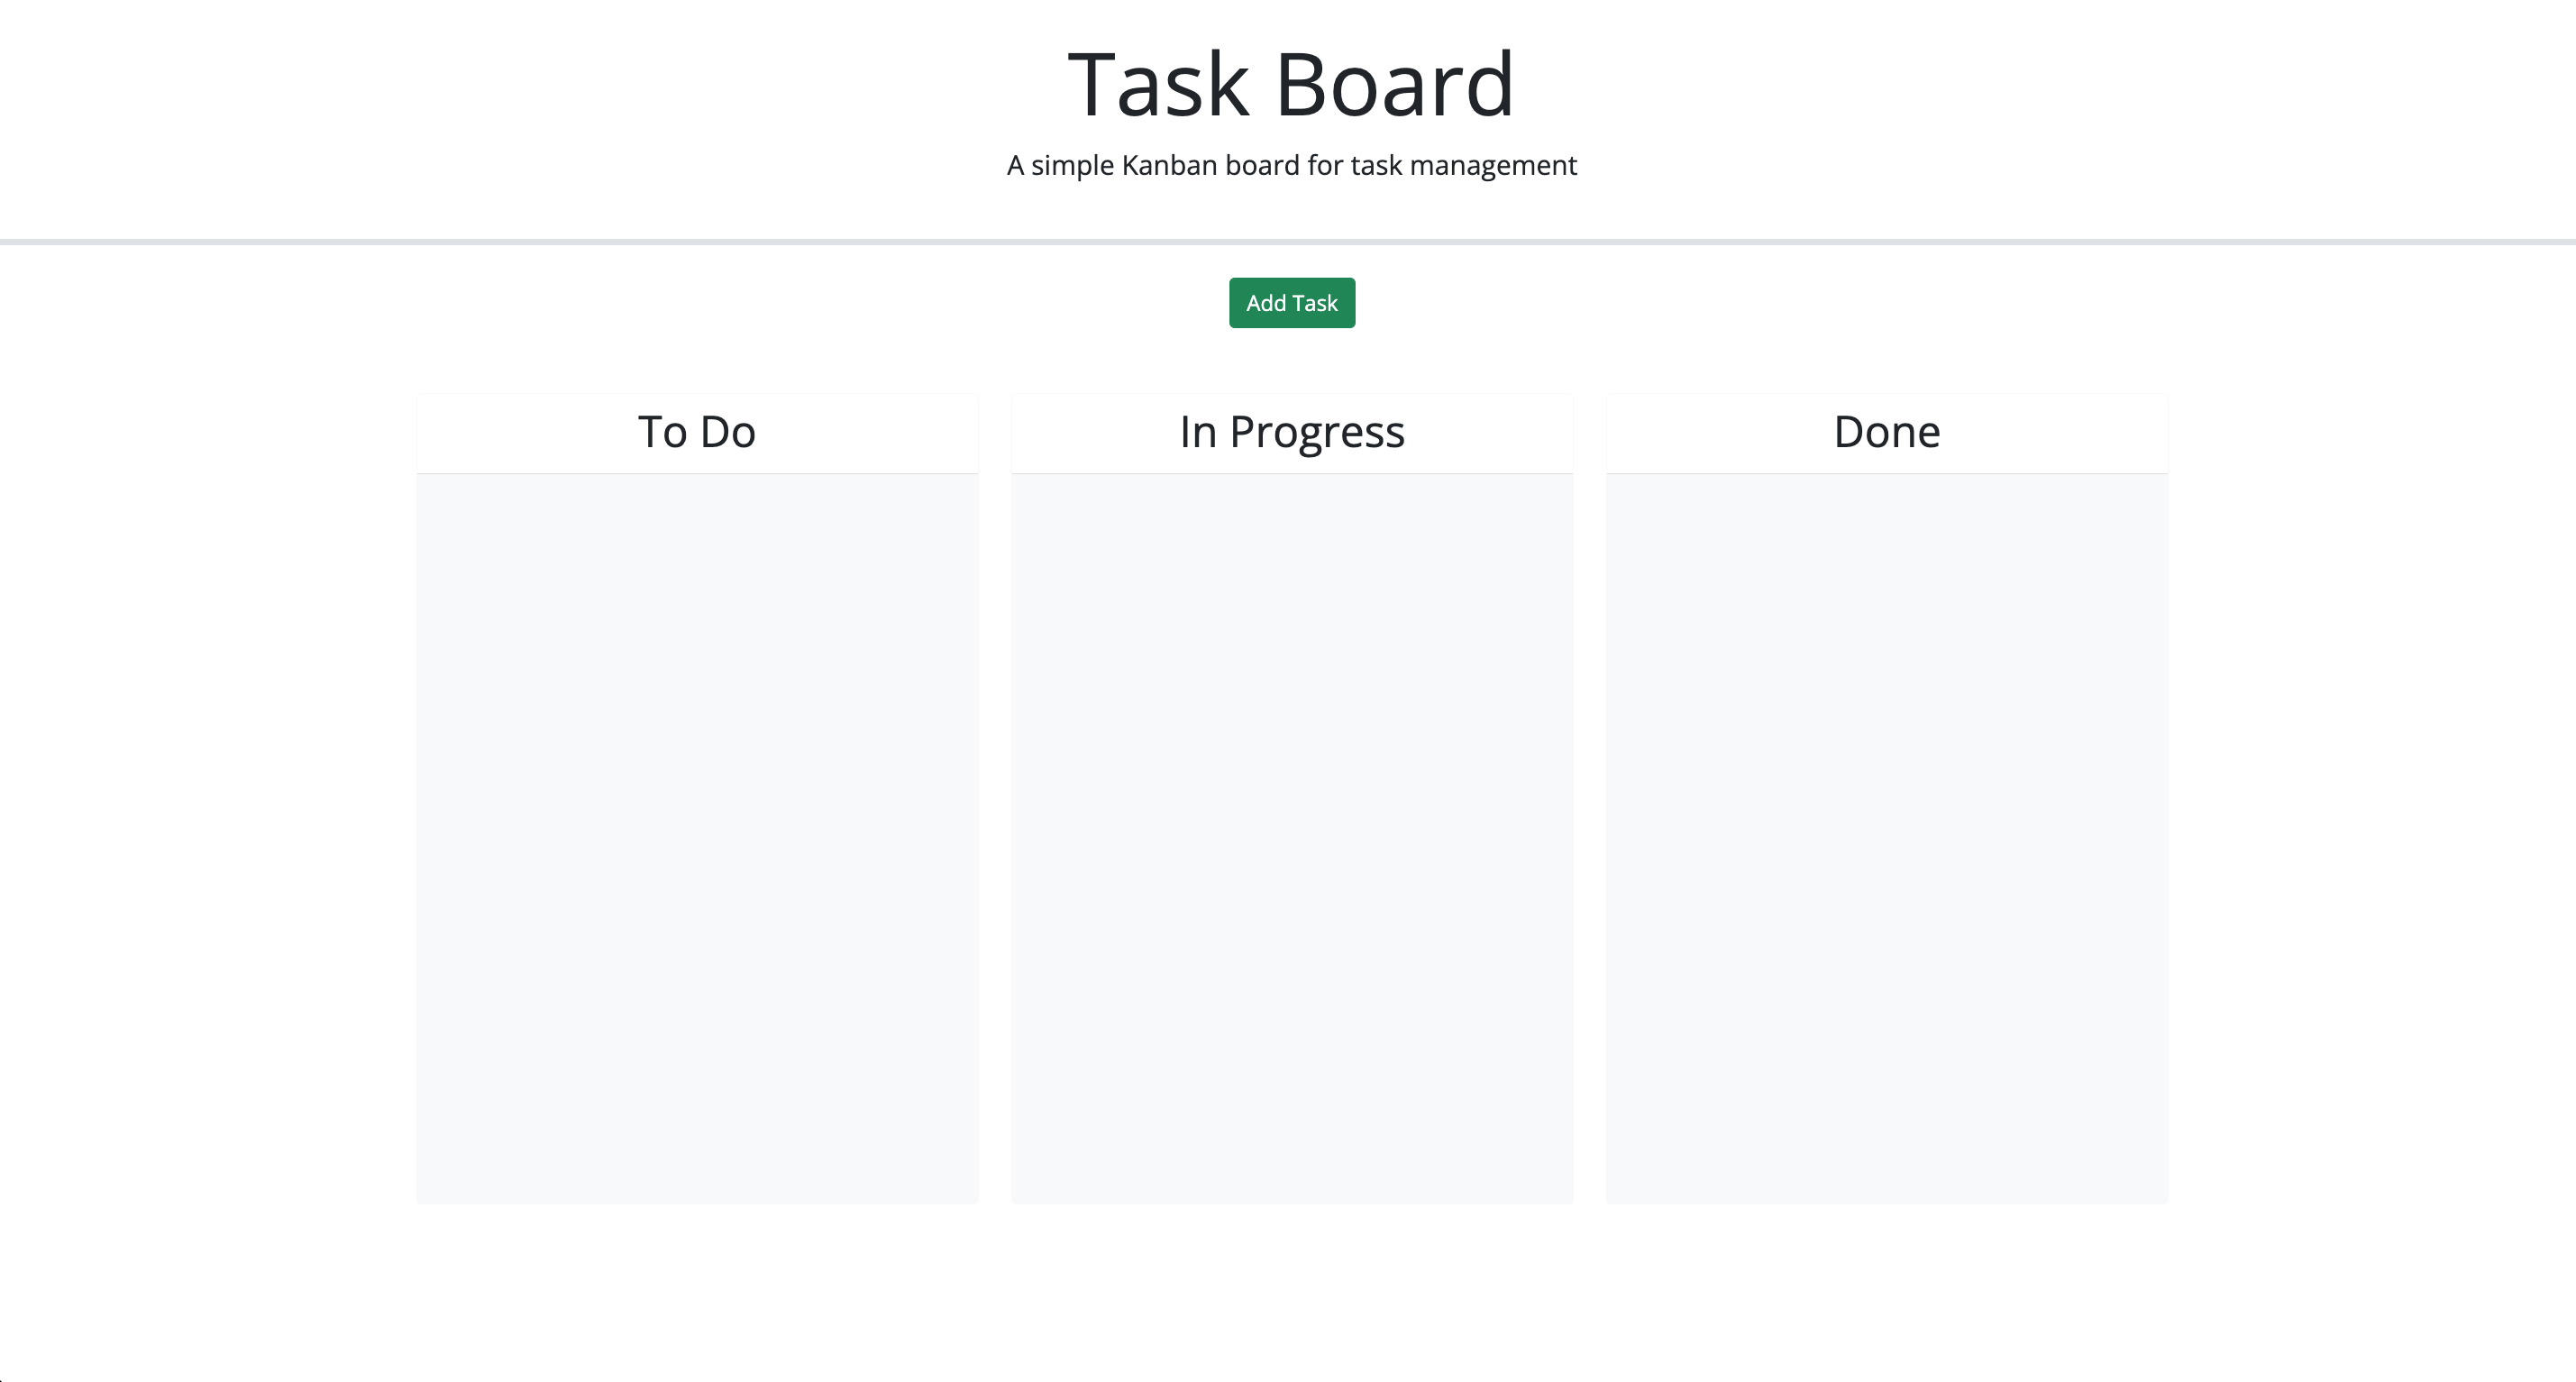 Task Board
A simple Kanban board for task management
Add Task
To Do
In Progress
Done